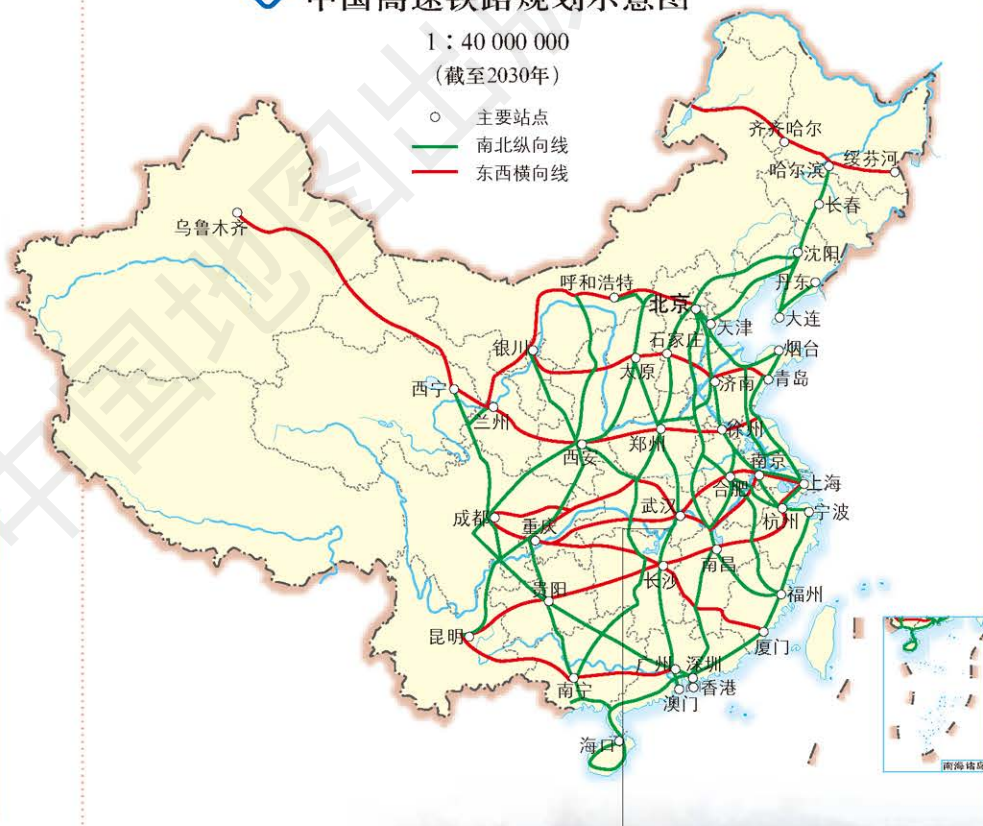 中国高速铁路规划示意图
1：40 000 000
（截至2030年）
主要站点
南北纵向线
东西横向线
齐齐哈尔
绥芬河
哈尔滨
长春
乌鲁木齐
沈阳
呼和浩特
丹东
北京
天津
大连
银川
石家庄
烟台
太原
济南
青岛
西宁
兰州
郑州
徐州
西安
南京
合肥
上海
武汉
成都
重庆
杭州
宁波
南昌
长沙
贵阳
福州
昆明
厦门
广州
深圳
南宁
香港
澳门
海口
南海诸岛
中国地图出版